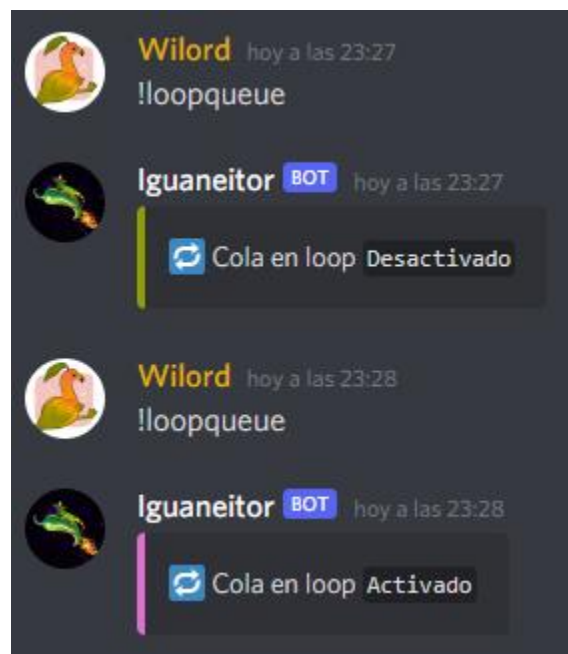 Wilord hoy a las 23:27
!loopqueue
Iguaneitor BOT hoy a las 23:27
Cola en loop Desactivado
Wilord hoy a las 23:28
!loopqueue
Iguaneitor BOT hoy a las 23:28
Cola en loop Activado